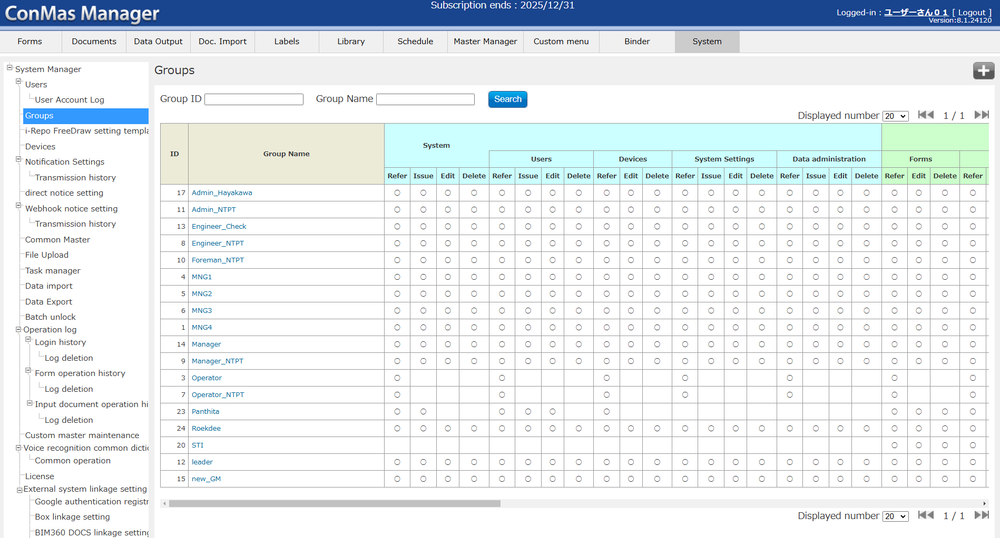 Subscription ends : 2025/12/31
ConMas Manager
Logged-in : ユーザーさん０１ [ Logout ]
Version:8.1.24120
Forms Documents Data Output Doc. Import Labels Library Schedule Master Manager Custom menu Binder System
System Manager
Users
User Account Log
Groups
i-Repo FreeDraw setting templa
Devices
Notification Settings
Transmission history
direct notice setting
Webhook notice setting
Transmission history
Common Master
File Upload
Task manager
Data import
Data Export
Batch unlock
Operation log
Login history
Log deletion
Form operation history
Log deletion
Input document operation hi
Log deletion
Custom master maintenance
Voice recognition common dictio
Common operation
License
External system linkage setting
Google authentication registr
Box linkage setting
BIM360 DOCS linkage setting
Groups
Group ID Group Name Search
Displayed number 20 1 / 1
ID Group Name System
Users Devices System Settings Data administration Forms
Refer Issue Edit Delete Refer Issue Edit Delete Refer Edit Delete Refer Issue Edit Delete Refer Issue Edit Delete Refer Edit Delete Refer
17 Admin_Hayakawa ○ ○ ○ ○ ○ ○ ○ ○ ○ ○ ○ ○ ○ ○ ○ ○ ○ ○ ○ ○ ○ ○ ○
11 Admin_NTPT ○ ○ ○ ○ ○ ○ ○ ○ ○ ○ ○ ○ ○ ○ ○ ○ ○ ○ ○ ○ ○ ○ ○
13 Engineer_Check ○ ○ ○ ○ ○ ○ ○ ○ ○ ○ ○ ○ ○ ○ ○ ○ ○ ○ ○ ○ ○ ○ ○
8 Engineer_NTPT ○ ○ ○ ○ ○ ○ ○ ○ ○ ○ ○ ○ ○ ○ ○ ○ ○ ○ ○ ○ ○ ○ ○
10 Foreman_NTPT ○ ○ ○ ○ ○ ○ ○ ○ ○ ○ ○ ○ ○ ○ ○ ○ ○ ○ ○ ○ ○ ○ ○
4 MNG1 ○ ○ ○ ○ ○ ○ ○ ○ ○ ○ ○ ○ ○ ○ ○ ○ ○ ○ ○ ○ ○ ○ ○
5 MNG2 ○ ○ ○ ○ ○ ○ ○ ○ ○ ○ ○ ○ ○ ○ ○ ○ ○ ○ ○ ○ ○ ○ ○
6 MNG3 ○ ○ ○ ○ ○ ○ ○ ○ ○ ○ ○ ○ ○ ○ ○ ○ ○ ○ ○ ○ ○ ○ ○
1 MNG4 ○ ○ ○ ○ ○ ○ ○ ○ ○ ○ ○ ○ ○ ○ ○ ○ ○ ○ ○ ○ ○ ○ ○
14 Manager ○ ○ ○ ○ ○ ○ ○ ○ ○ ○ ○ ○ ○ ○ ○ ○ ○ ○ ○ ○ ○ ○ ○
9 Manager_NTPT ○ ○ ○ ○ ○ ○ ○ ○ ○ ○ ○ ○ ○ ○ ○ ○ ○ ○ ○ ○ ○ ○ ○
3 Operator ○ ○ ○ ○ ○ ○ ○
7 Operator_NTPT ○ ○ ○ ○ ○ ○ ○
23 Panthita ○ ○ ○ ○ ○ ○ ○ ○ ○ ○
24 Roekdee ○ ○ ○ ○ ○ ○ ○ ○ ○ ○ ○ ○ ○ ○ ○ ○ ○ ○ ○ ○ ○ ○ ○
20 STI ○ ○ ○ ○
12 leader ○ ○ ○ ○ ○ ○ ○ ○ ○ ○ ○ ○ ○ ○ ○ ○ ○ ○ ○ ○ ○ ○ ○
15 new_GM ○ ○ ○ ○ ○ ○ ○ ○ ○ ○ ○ ○ ○ ○ ○ ○ ○ ○ ○ ○ ○ ○ ○
Displayed number 20 1 / 1